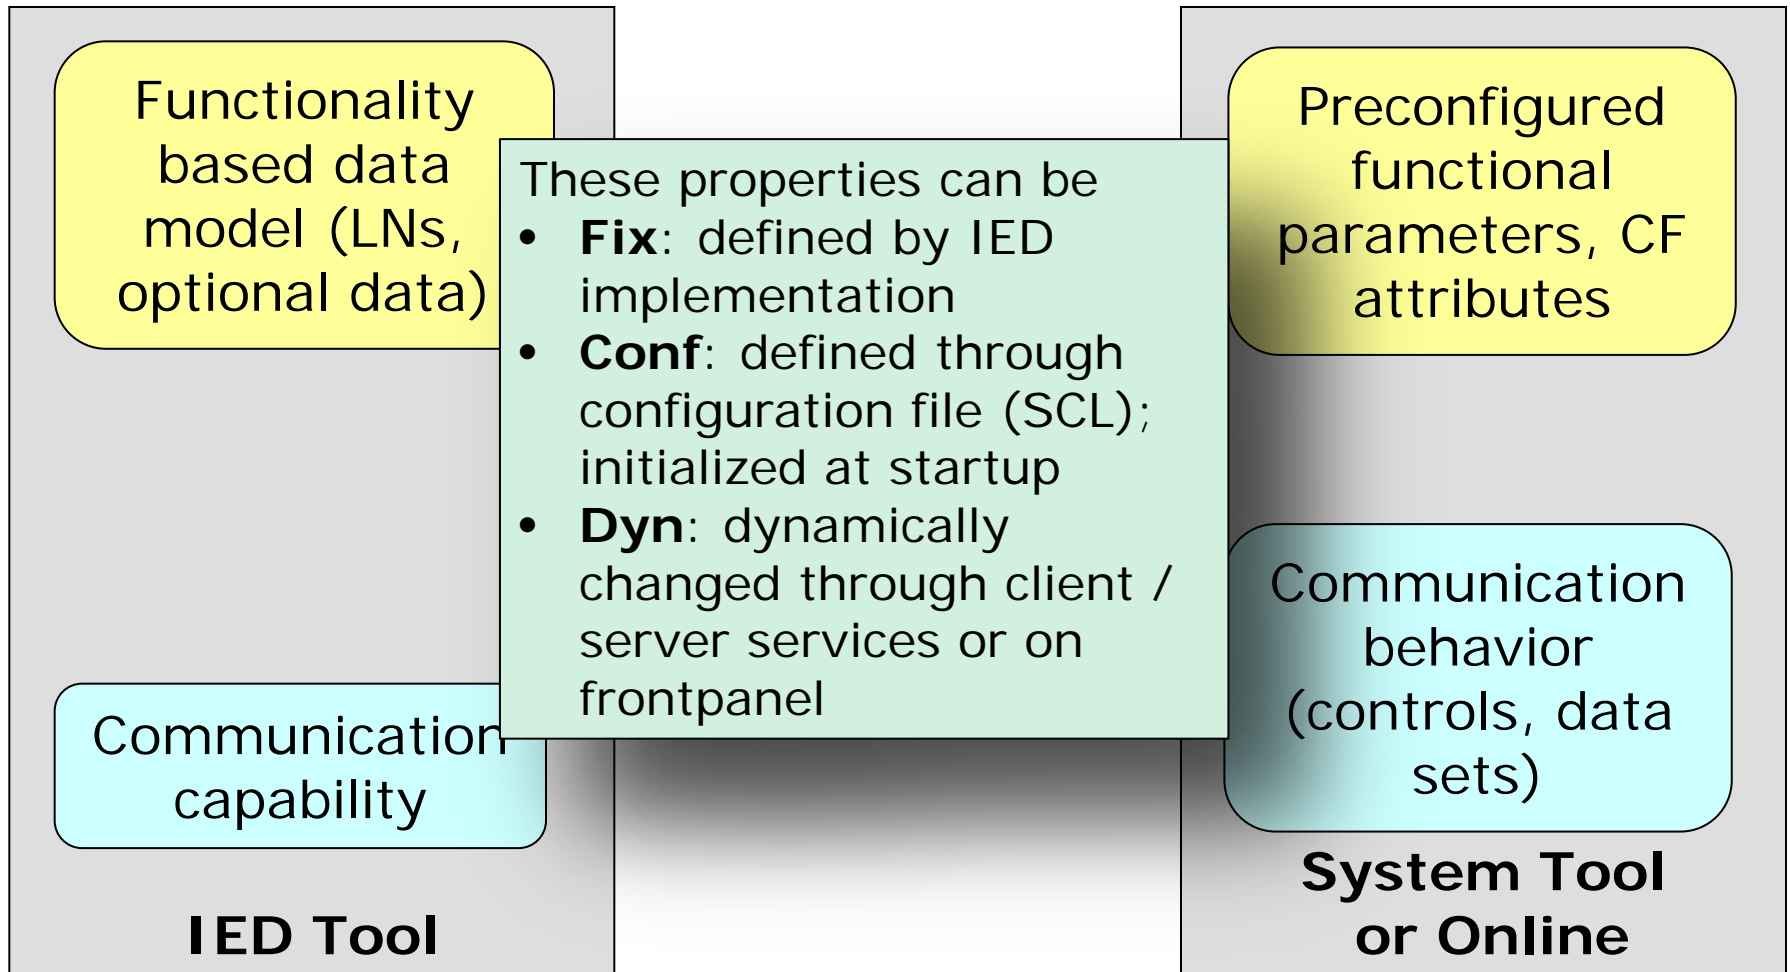 Functionality
based data
model (LNs,
optional data)
Communication
capability
IED Tool
These properties can be
• Fix: defined by IED
implementation
• Conf: defined through
configuration file (SCL);
initialized at startup
• Dyn: dynamically
changed through client /
server services or on
frontpanel
Preconfigured
functional
parameters, CF
attributes
Communication
behavior
(controls, data
sets)
System Tool
or Online